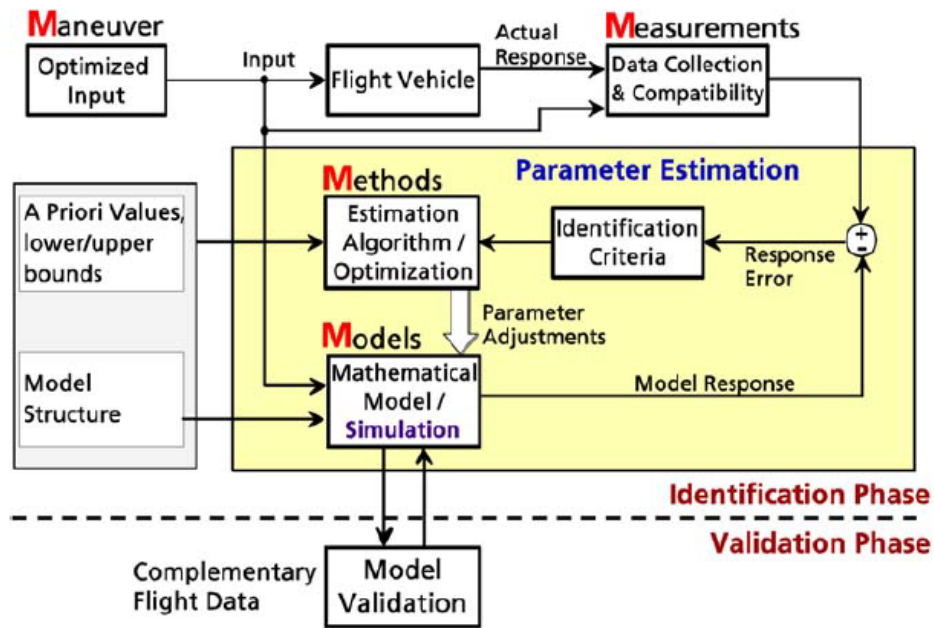 Maneuver
Optimized
Input
Input
Flight Vehicle
Actual
Response
Measurements
Data Collection
& Compatibility
Parameter Estimation
A Priori Values,
lower/upper
bounds
Methods
Estimation
Algorithm /
Optimization
Identification
Criteria
+
-
Response
Error
Parameter
Adjustments
Model
Structure
Models
Mathematical
Model /
Simulation
Model Response
Identification Phase
Validation Phase
Complementary
Flight Data
Model
Validation